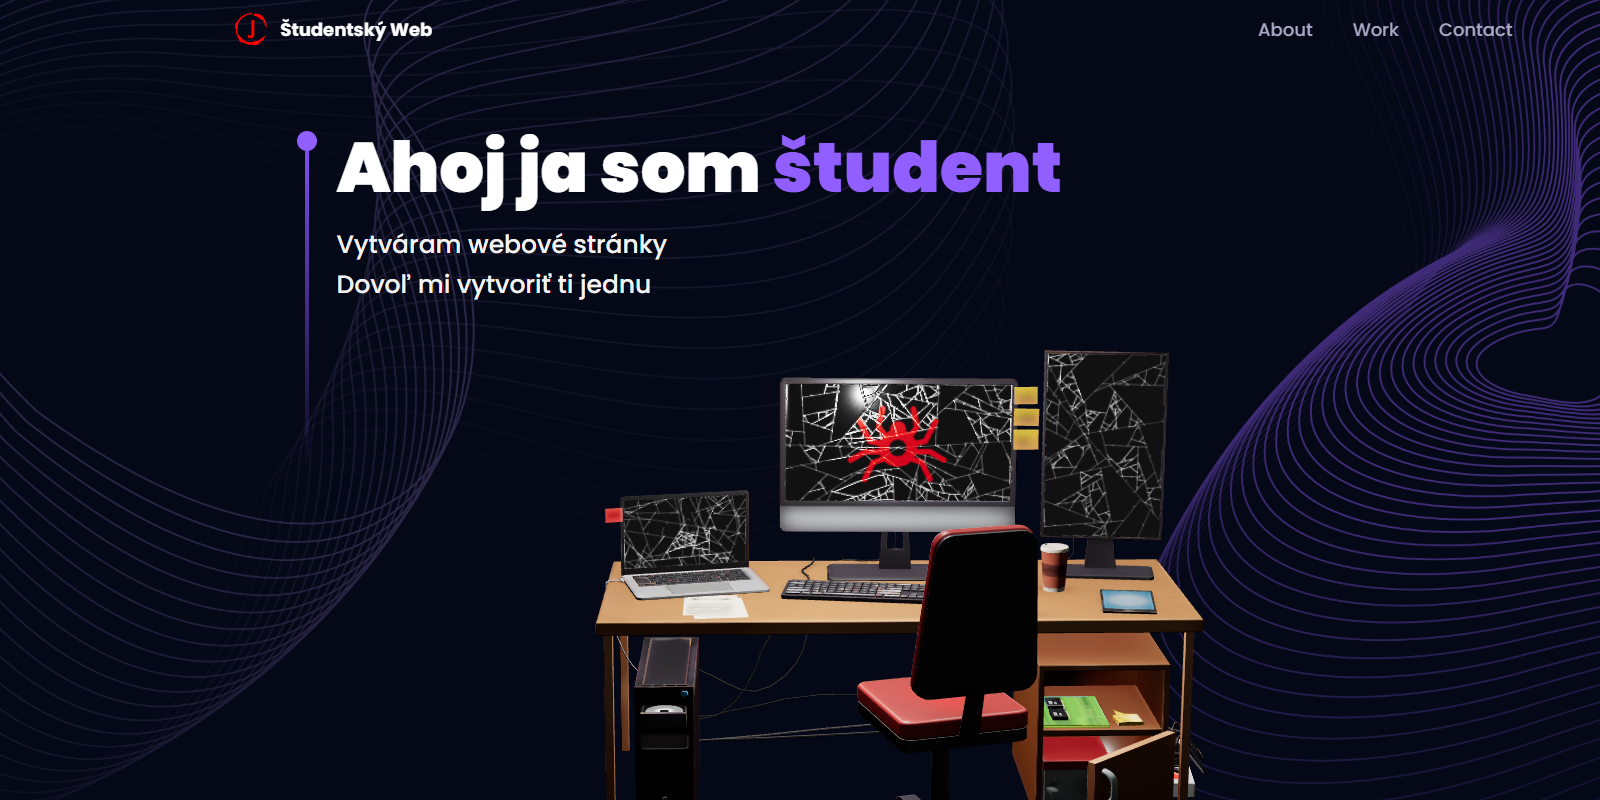 J
Študentský Web
About
Work
Contact
Ahoj ja som študent
Vytváram webové stránky
Dovoľ mi vytvoriť ti jednu